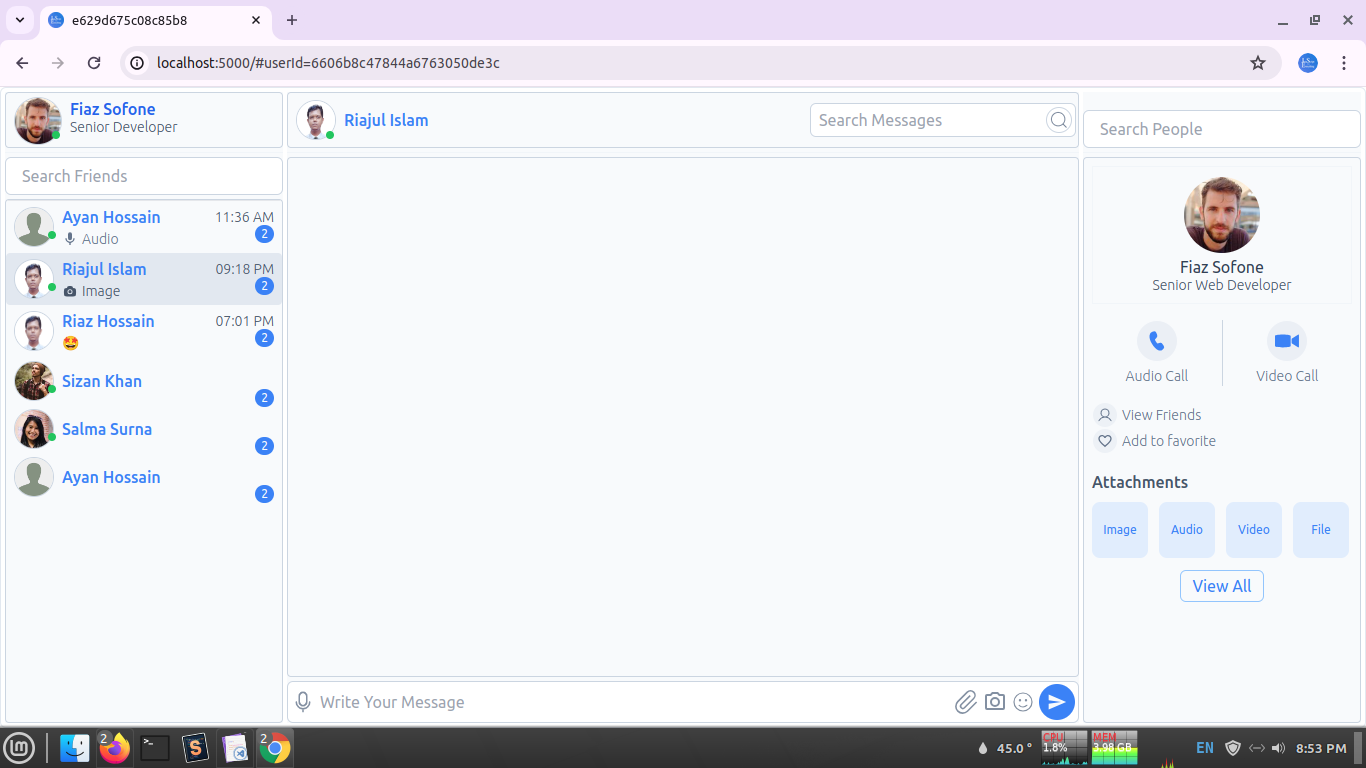 e629d675c08c85b8
localhost:5000/#userId=6606b8c47844a6763050de3c
Fiaz Sofone
Senior Developer
Search Friends
Ayan Hossain 11:36 AM
Audio 2
Riajul Islam 09:18 PM
Image 2
Riaz Hossain 07:01 PM
🤩 2
Sizan Khan
2
Salma Surna
2
Ayan Hossain
2
Riajul Islam
Search Messages
Write Your Message
Search People
Fiaz Sofone
Senior Web Developer
Audio Call Video Call
View Friends
Add to favorite
Attachments
Image Audio Video File
View All
2
2
45.0 °
CPU
1.8%
MEM
3.98 GB
EN
8:53 PM